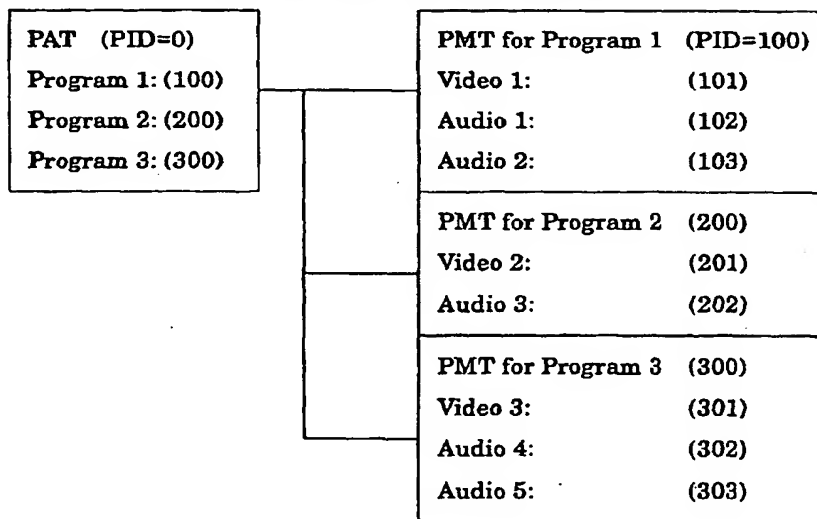 PAT (PID=0)
Program 1: (100)
Program 2: (200)
Program 3: (300)
PMT for Program 1 (PID=100)
Video 1: (101)
Audio 1: (102)
Audio 2: (103)
PMT for Program 2 (200)
Video 2: (201)
Audio 3: (202)
PMT for Program 3 (300)
Video 3: (301)
Audio 4: (302)
Audio 5: (303)